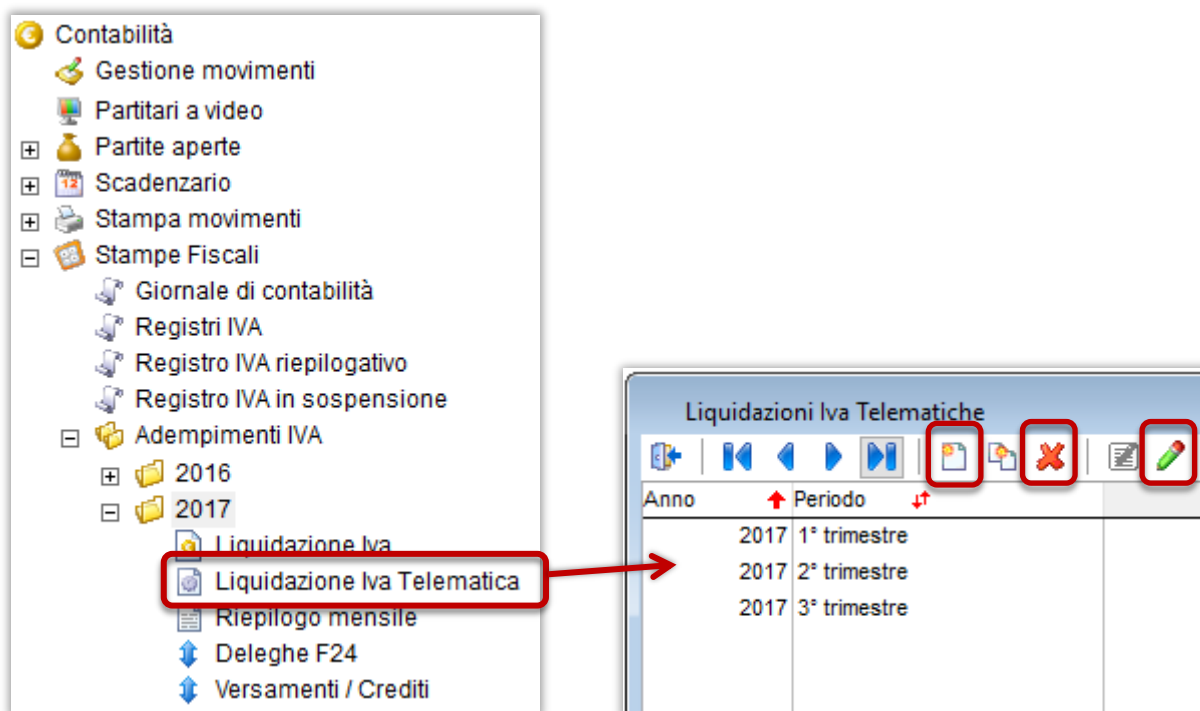 Contabilità
Gestione movimenti
Partitari a video
Partite aperte
12 Scadenzario
Stampa movimenti
Stampe Fiscali
Giornale di contabilità
Registri IVA
Registro IVA riepilogativo
Registro IVA in sospensione
Adempimenti IVA
2016
2017
Liquidazione Iva
Liquidazione Iva Telematica
Riepilogo mensile
Deleghe F24
Versamenti / Crediti
Liquidazioni Iva Telematiche
Anno Periodo
2017 1° trimestre
2017 2° trimestre
2017 3° trimestre